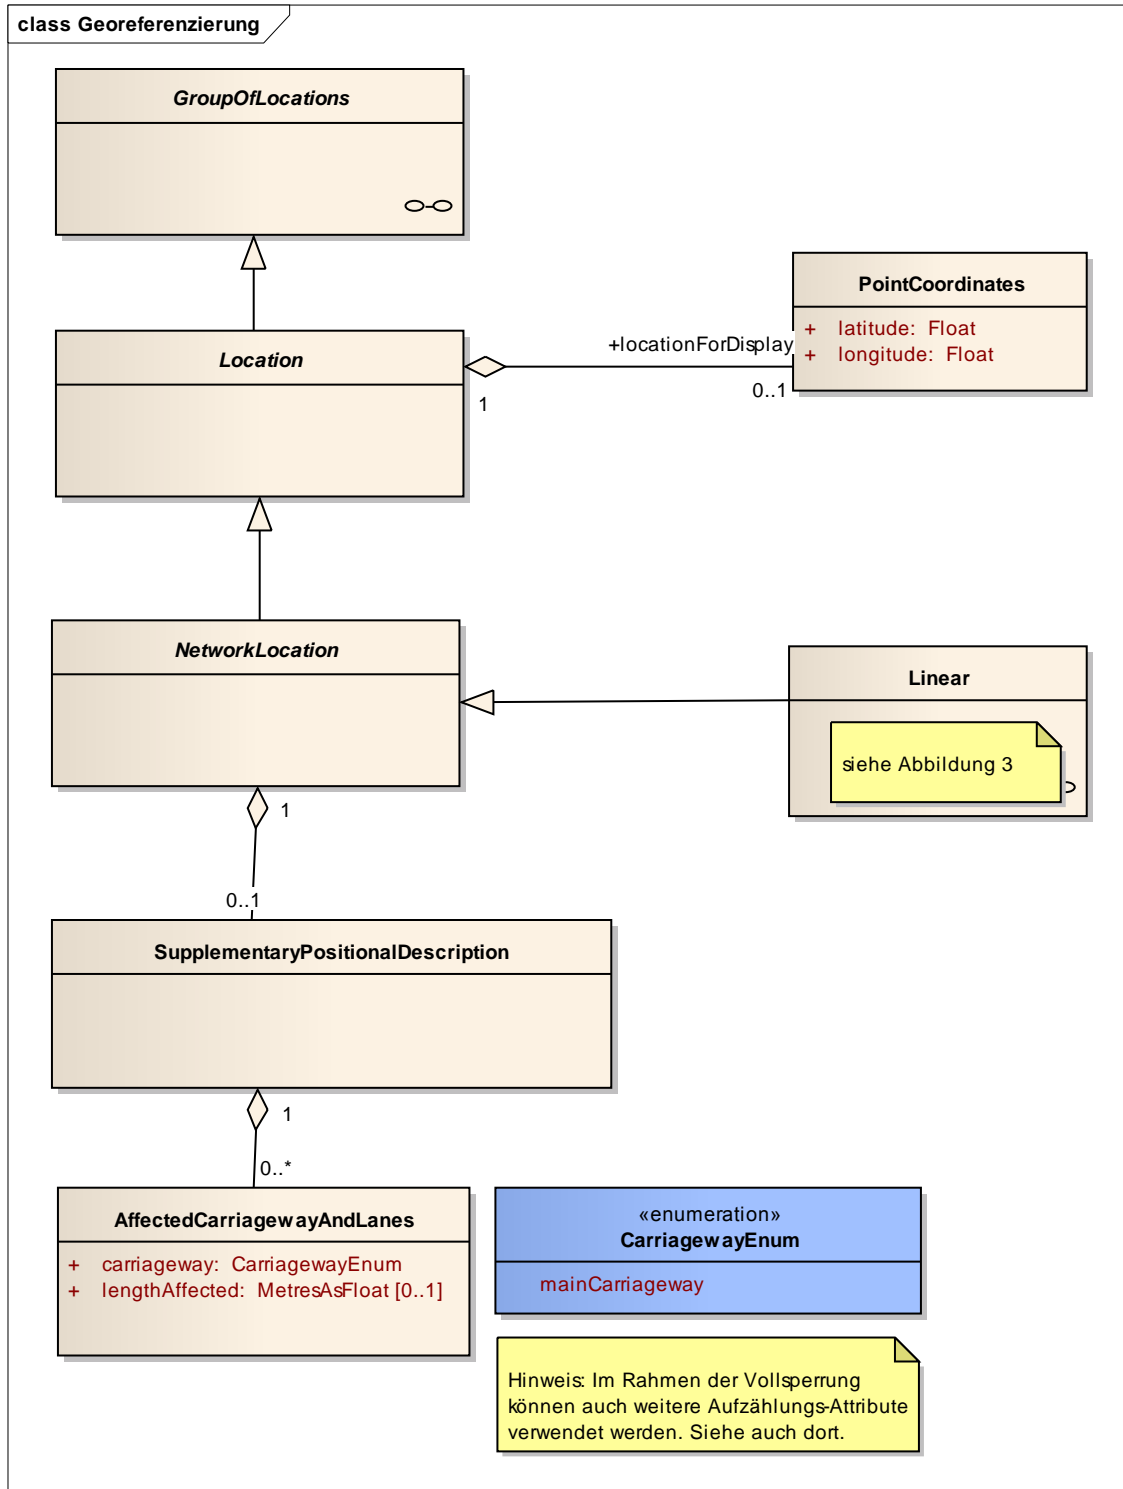 class Georeferenzierung
GroupOfLocations
Location
+locationForDisplay
1
0..1
PointCoordinates
+ latitude: Float
+ longitude: Float
NetworkLocation
1
0..1
Linear
siehe Abbildung 3
SupplementaryPositionalDescription
1
0..*
AffectedCarriagewayAndLanes
+ carriageway: CarriagewayEnum
+ lengthAffected: MetresAsFloat [0..1]
«enumeration»
CarriagewayEnum
mainCarriageway
Hinweis: Im Rahmen der Vollsperrung
können auch weitere Aufzählungs-Attribute
verwendet werden. Siehe auch dort.